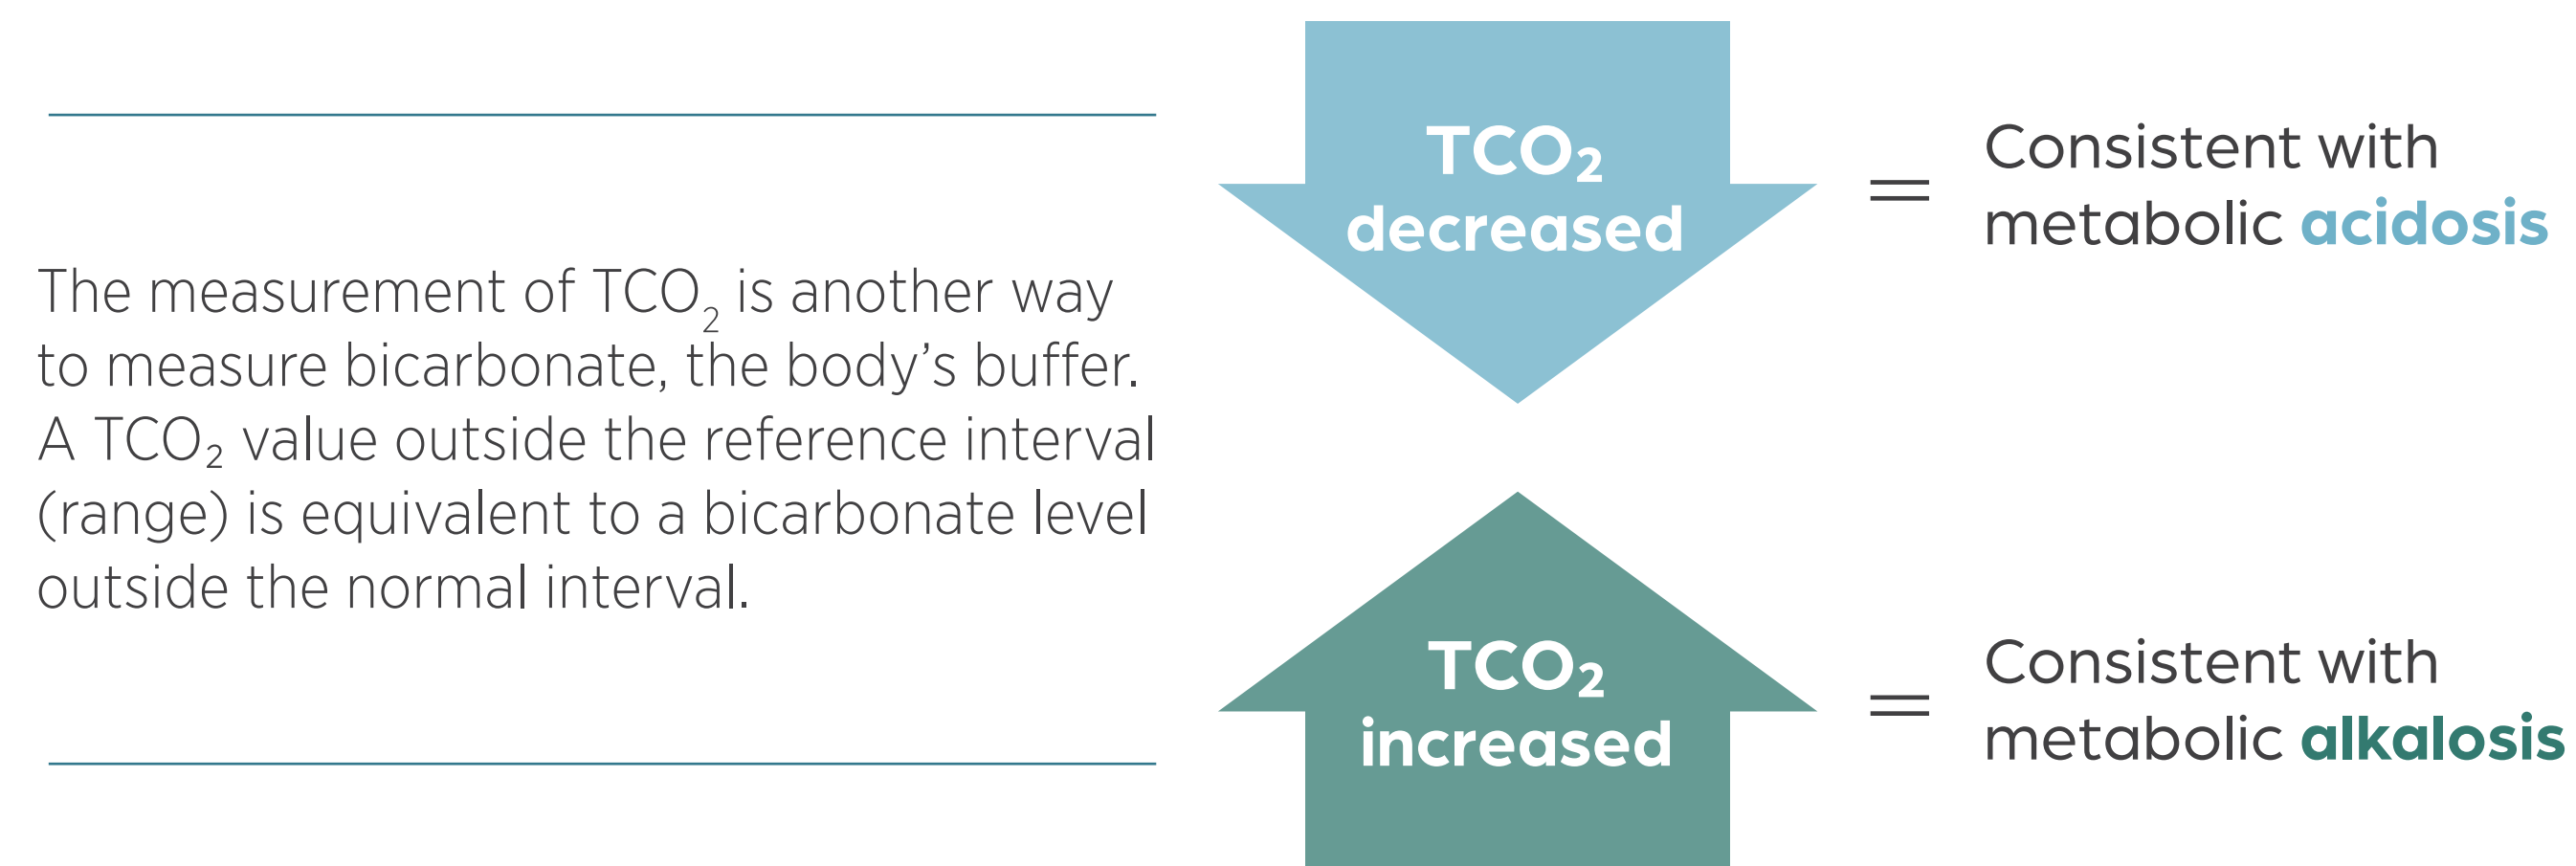 The measurement of TCO₂ is another way
to measure bicarbonate, the body’s buffer.
A TCO₂ value outside the reference interval
(range) is equivalent to a bicarbonate level
outside the normal interval.
TCO₂
decreased
=
Consistent with
metabolic acidosis
TCO₂
increased
=
Consistent with
metabolic alkalosis